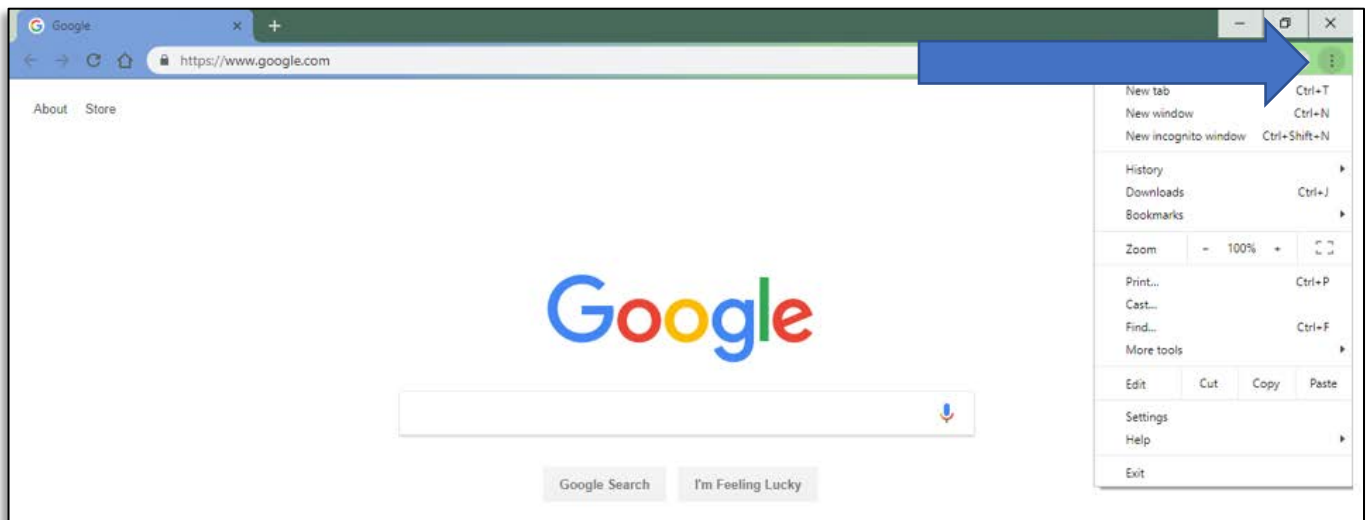 Google
https://www.google.com
About Store
New tab Ctrl+T
New window Ctrl+N
New incognito window Ctrl+Shift+N
History
Downloads Ctrl+J
Bookmarks
Zoom - 100% +
Print... Ctrl+P
Cast...
Find... Ctrl+F
More tools
Edit Cut Copy Paste
Settings
Help
Exit
Google
Google Search I'm Feeling Lucky